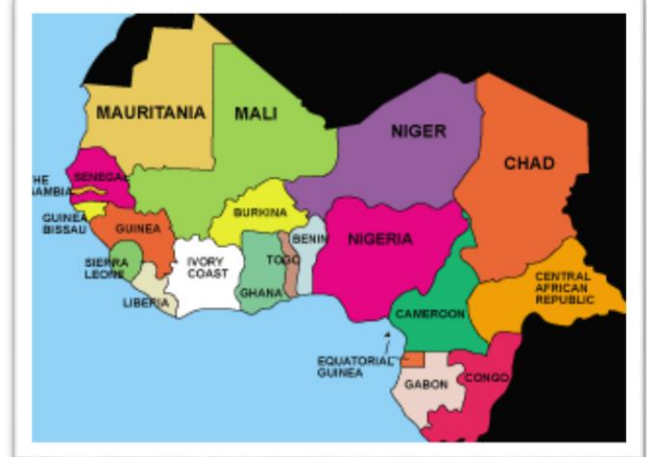 MAURITANIA
MALI
NIGER
CHAD
SENEGAL
THE
GAMBIA
GUINEA
BISSAU
GUINEA
BURKINA
BENIN
NIGERIA
SIERRA
LEONE
IVORY
COAST
TOGO
GHANA
LIBERIA
CENTRAL
AFRICAN
REPUBLIC
CAMEROON
EQUATORIAL
GUINEA
GABON
CONGO